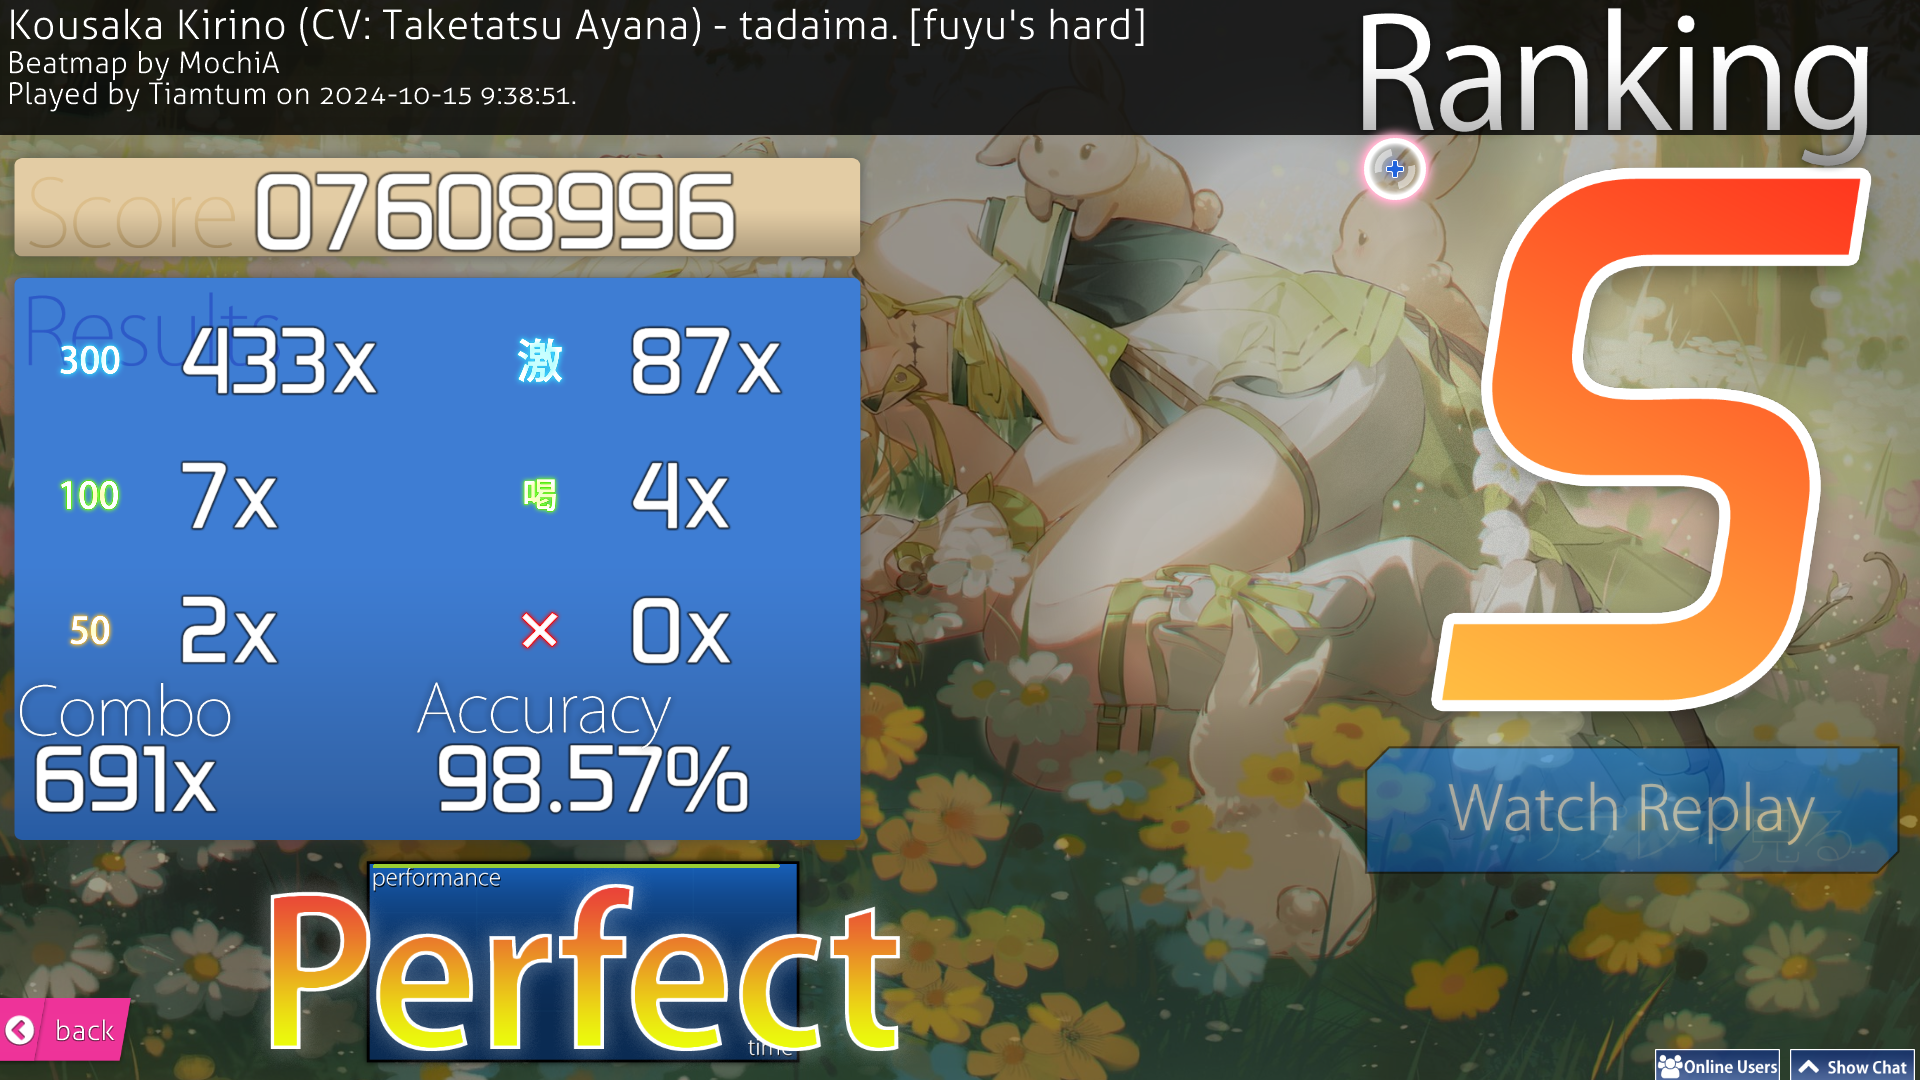 Kousaka Kirino (CV: Taketatsu Ayana) - tadaima. [fuyu's hard]
Beatmap by MochiA
Played by Tiamtum on 2024-10-15 9:38:51.
Ranking
Score 07608996
Results
300 433x 激 87x
100 7x 喝 4x
50 2x 0x
Combo Accuracy
691x 98.57%
Watch Replay
performance
Perfect
time
back
Online Users
Show Chat